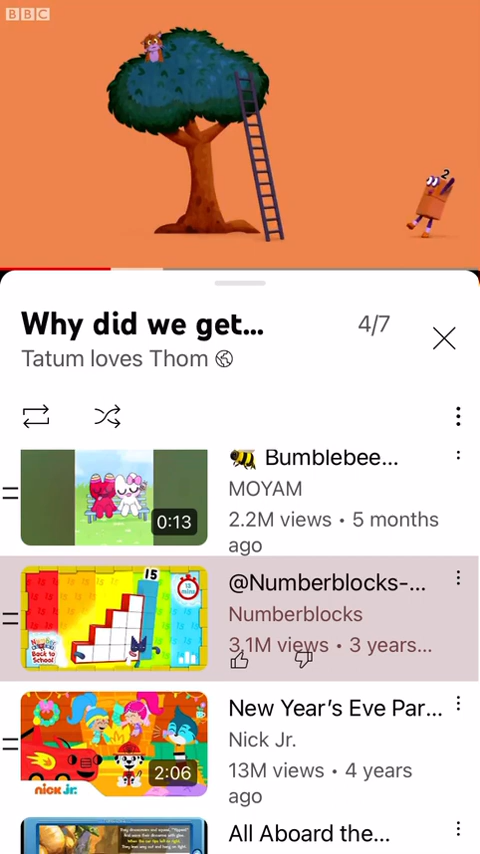 BBC
2
Why did we get...
4/7
Tatum loves Thom
Bumblebee...
MOYAM
0:13
2.2M views • 5 months
ago
15
@Numberblocks-...
Numberblocks
3.1M views • 3 years...
Back to
School
New Year's Eve Par...
Nick Jr.
13M views • 4 years
ago
nick jr.
2:06
All Aboard the...